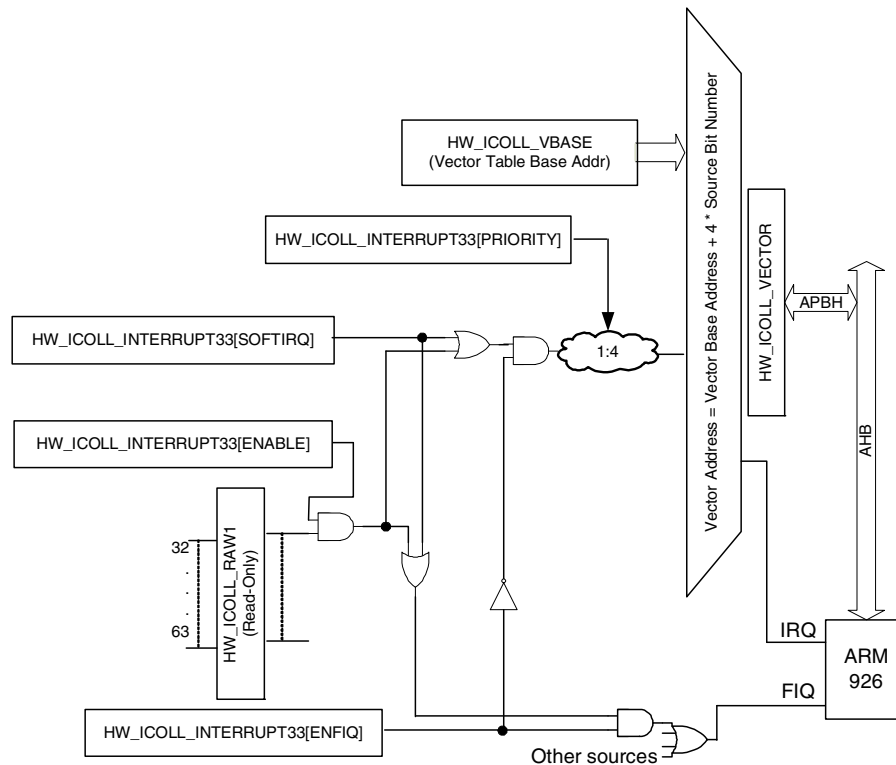 HW_ICOLL_VBASE
(Vector Table Base Addr)
HW_ICOLL_INTERRUPT33[PRIORITY]
HW_ICOLL_INTERRUPT33[SOFTIRQ]
1:4
Vector Address = Vector Base Address + 4 * Source Bit Number
HW_ICOLL_VECTOR
APBH
AHB
HW_ICOLL_INTERRUPT33[ENABLE]
32
.
.
.
63
HW_ICOLL_RAW1
(Read-Only)
IRQ
FIQ
ARM
926
HW_ICOLL_INTERRUPT33[ENFIQ]
Other sources